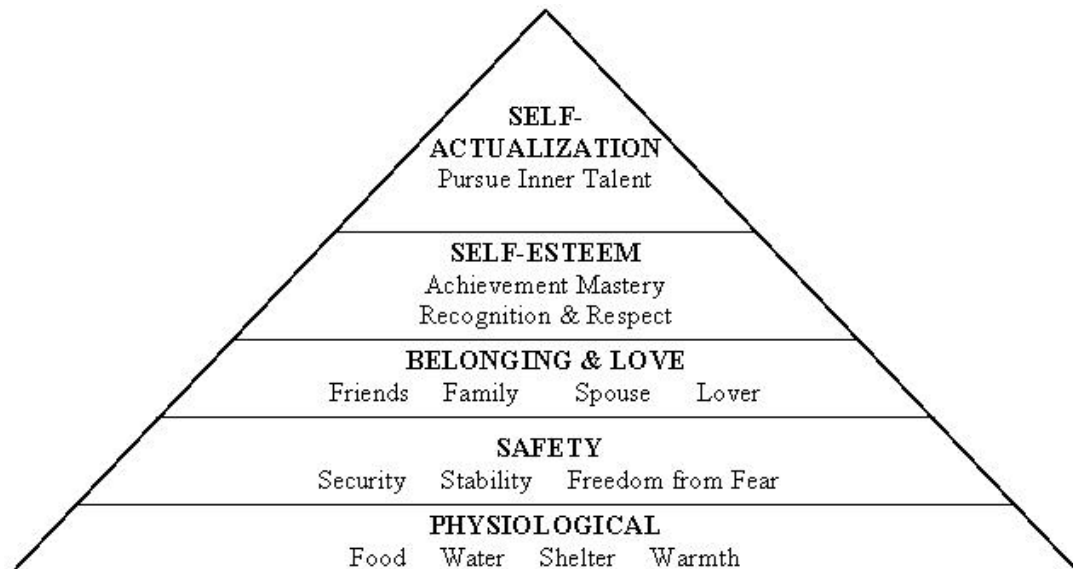 SELF-
ACTUALIZATION
Pursue Inner Talent
SELF-ESTEEM
Achievement Mastery
Recognition & Respect
BELONGING & LOVE
Friends Family Spouse Lover
SAFETY
Security Stability Freedom from Fear
PHYSIOLOGICAL
Food Water Shelter Warmth